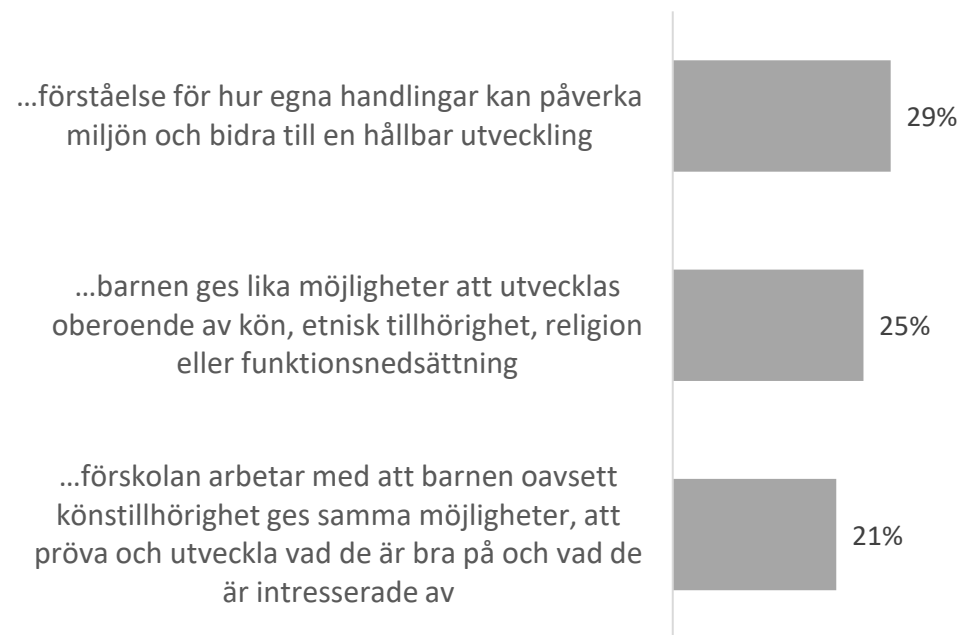 ...förståelse för hur egna handlingar kan påverka
miljön och bidra till en hållbar utveckling
29%
...barnen ges lika möjligheter att utvecklas
oberoende av kön, etnisk tillhörighet, religion
eller funktionsnedsättning
25%
...förskolan arbetar med att barnen oavsett
könstillhörighet ges samma möjligheter, att
pröva och utveckla vad de är bra på och vad de
är intresserade av
21%